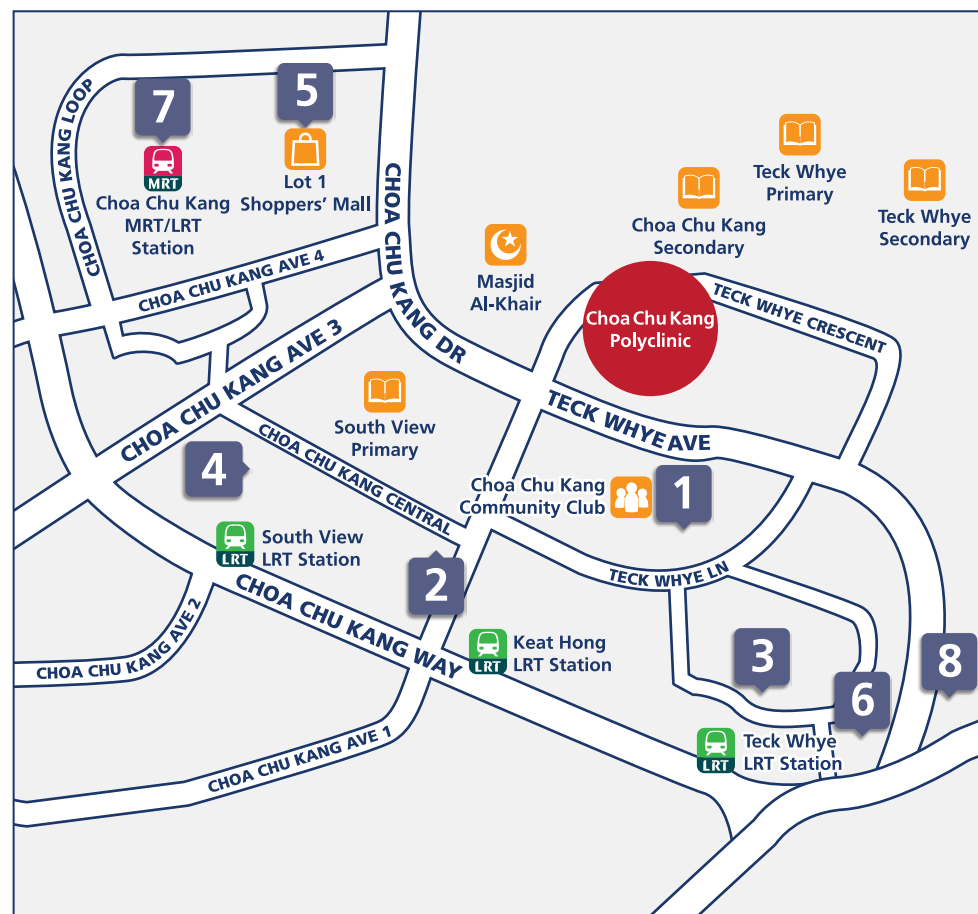 CHOA CHU KANG LOOP
7
MRT
Choa Chu Kang
MRT/LRT
Station
5
Lot 1
Shoppers’ Mall
CHOA CHU KANG DR
CHOA CHU KANG AVE 4
CHOA CHU KANG AVE 3
Masjid
Al-Khair
Choa Chu Kang
Secondary
Teck Whye
Primary
Teck Whye
Secondary
Choa Chu Kang
Polyclinic
TECK WHYE CRESCENT
South View
Primary
TECK WHYE AVE
4
CHOA CHU KANG CENTRAL
Choa Chu Kang
Community Club
1
LRT
South View
LRT Station
2
TECK WHYE LN
CHOA CHU KANG WAY
CHOA CHU KANG AVE 2
LRT
Keat Hong
LRT Station
3
6
8
CHOA CHU KANG AVE 1
LRT
Teck Whye
LRT Station